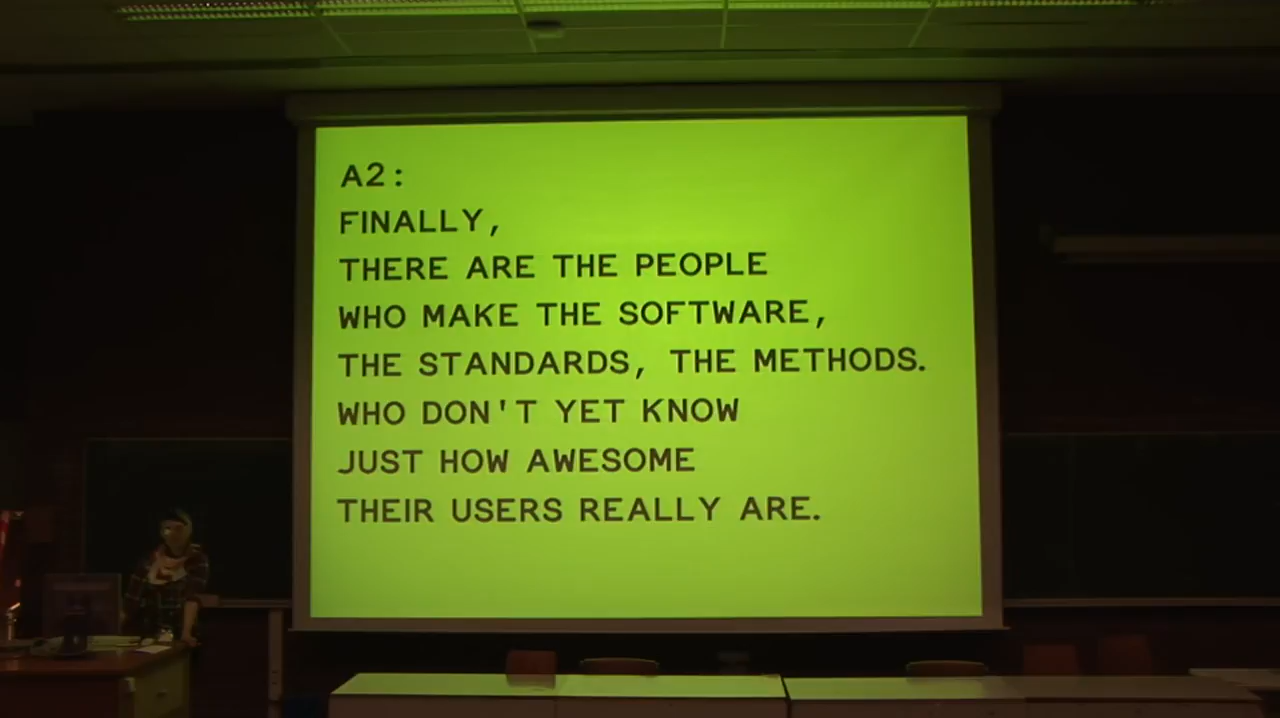 A2:
FINALLY,
THERE ARE THE PEOPLE
WHO MAKE THE SOFTWARE,
THE STANDARDS, THE METHODS.
WHO DON'T YET KNOW
JUST HOW AWESOME
THEIR USERS REALLY ARE.